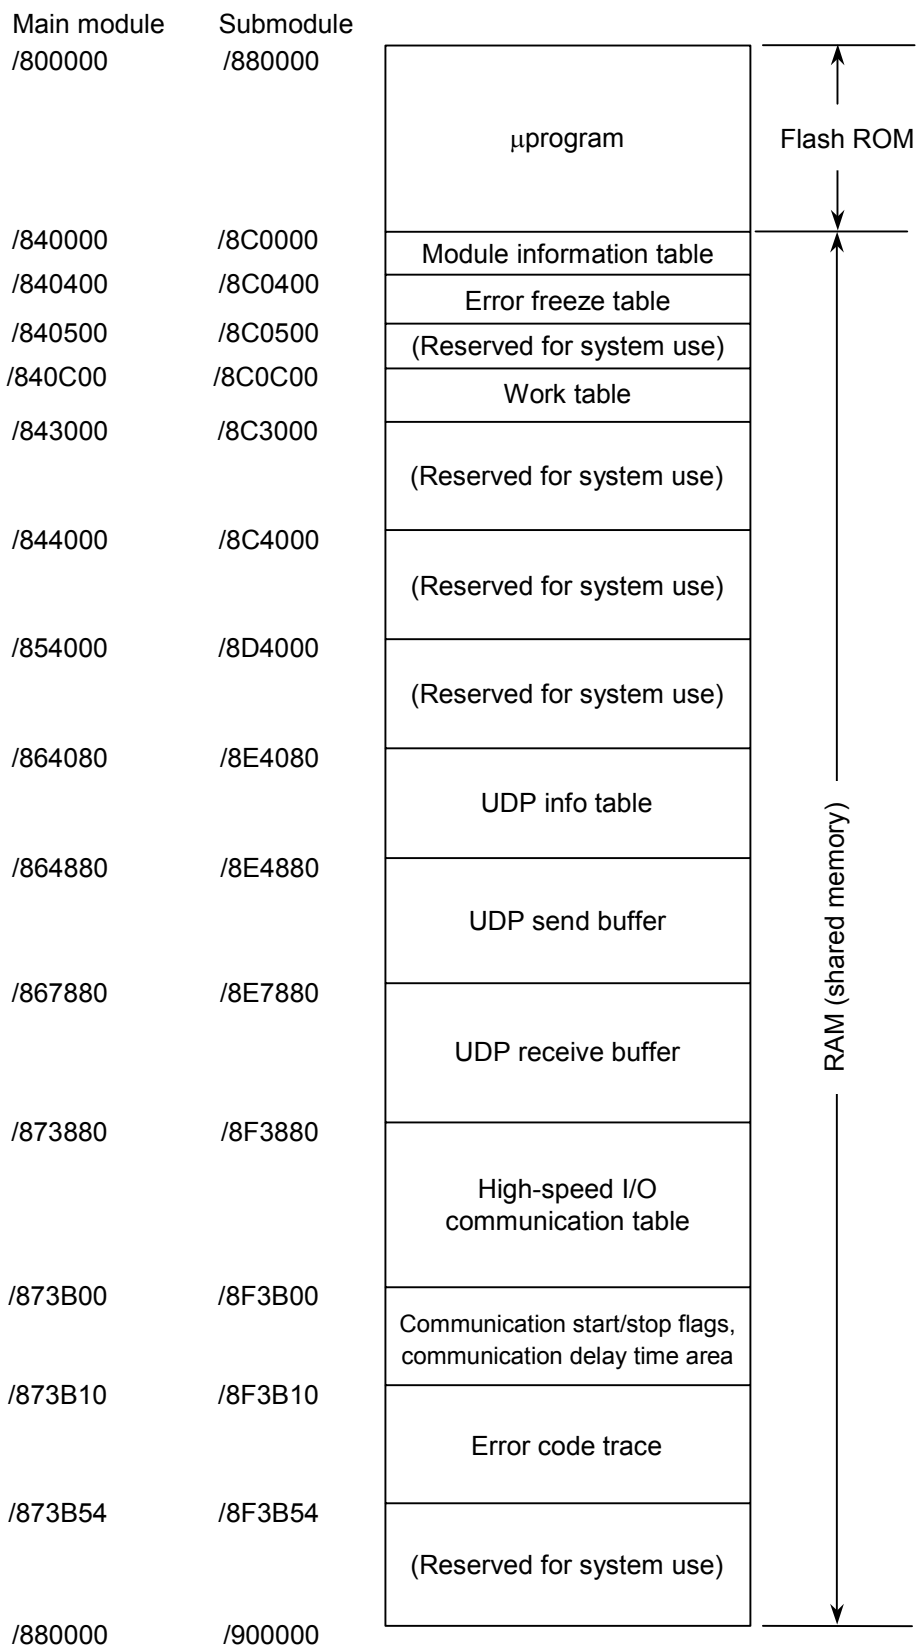 Main module Submodule
/800000 /880000
μprogram
Flash ROM
/840000 /8C0000
Module information table
/840400 /8C0400
Error freeze table
/840500 /8C0500
(Reserved for system use)
/840C00 /8C0C00
Work table
/843000 /8C3000
(Reserved for system use)
/844000 /8C4000
(Reserved for system use)
/854000 /8D4000
(Reserved for system use)
/864080 /8E4080
UDP info table
/864880 /8E4880
UDP send buffer
RAM (shared memory)
/867880 /8E7880
UDP receive buffer
/873880 /8F3880
High-speed I/O
communication table
/873B00 /8F3B00
Communication start/stop flags,
communication delay time area
/873B10 /8F3B10
Error code trace
/873B54 /8F3B54
(Reserved for system use)
/880000 /900000